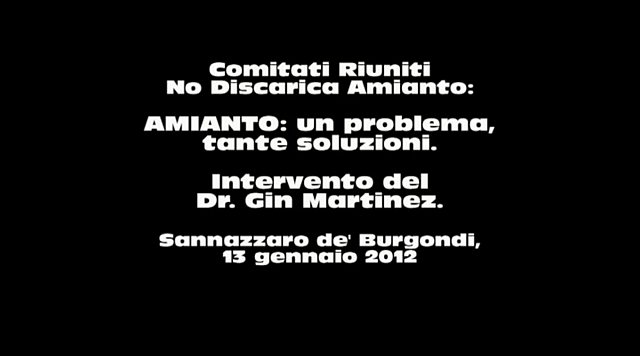 Comitati Riuniti
No Discarica Amianto:
AMIANTO: un problema,
tante soluzioni.
Intervento del
Dr. Gin Martinez.
Sannazzaro de' Burgondi,
13 gennaio 2012